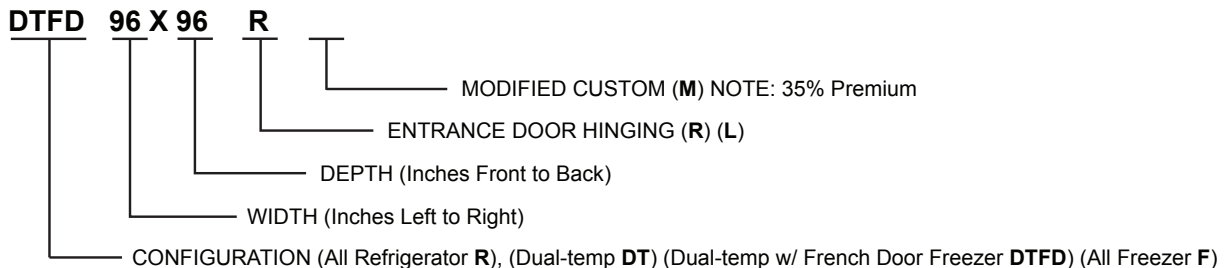 DTFD 96 X 96 R
MODIFIED CUSTOM (M) NOTE: 35% Premium
ENTRANCE DOOR HINGING (R) (L)
DEPTH (Inches Front to Back)
WIDTH (Inches Left to Right)
CONFIGURATION (All Refrigerator R), (Dual-temp DT) (Dual-temp w/ French Door Freezer DTFD) (All Freezer F)